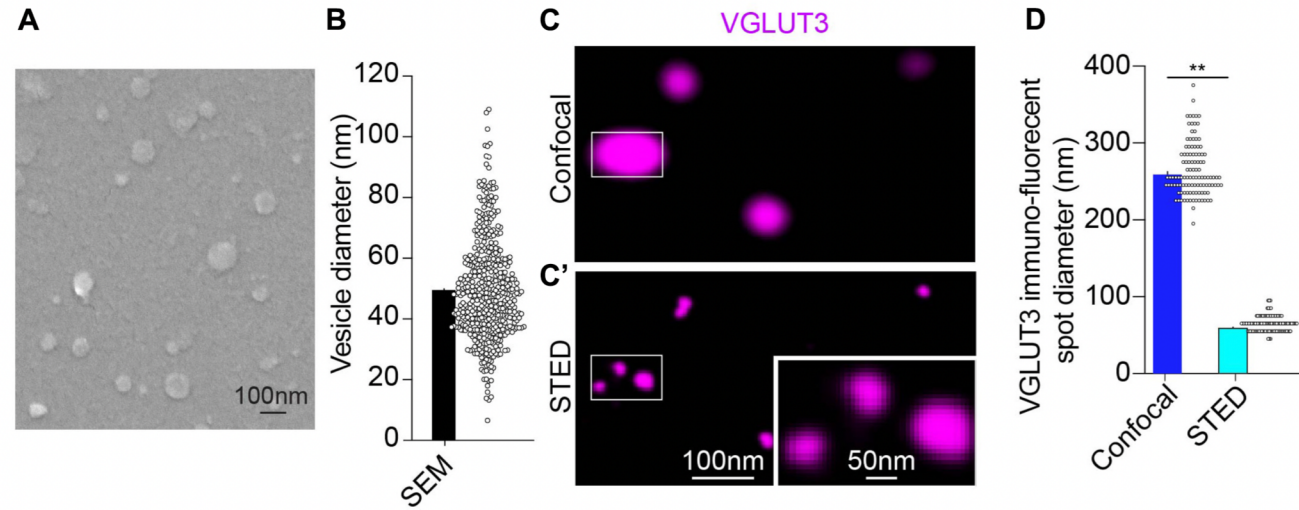 A
100nm
B
Vesicle diameter (nm)
120
100
80
60
40
20
0
SEM
C
VGLUT3
Confocal
C'
STED
100nm
50nm
D
VGLUT3 immuno-fluorescent
spot diameter (nm)
400
300
200
100
0
**
Confocal
STED